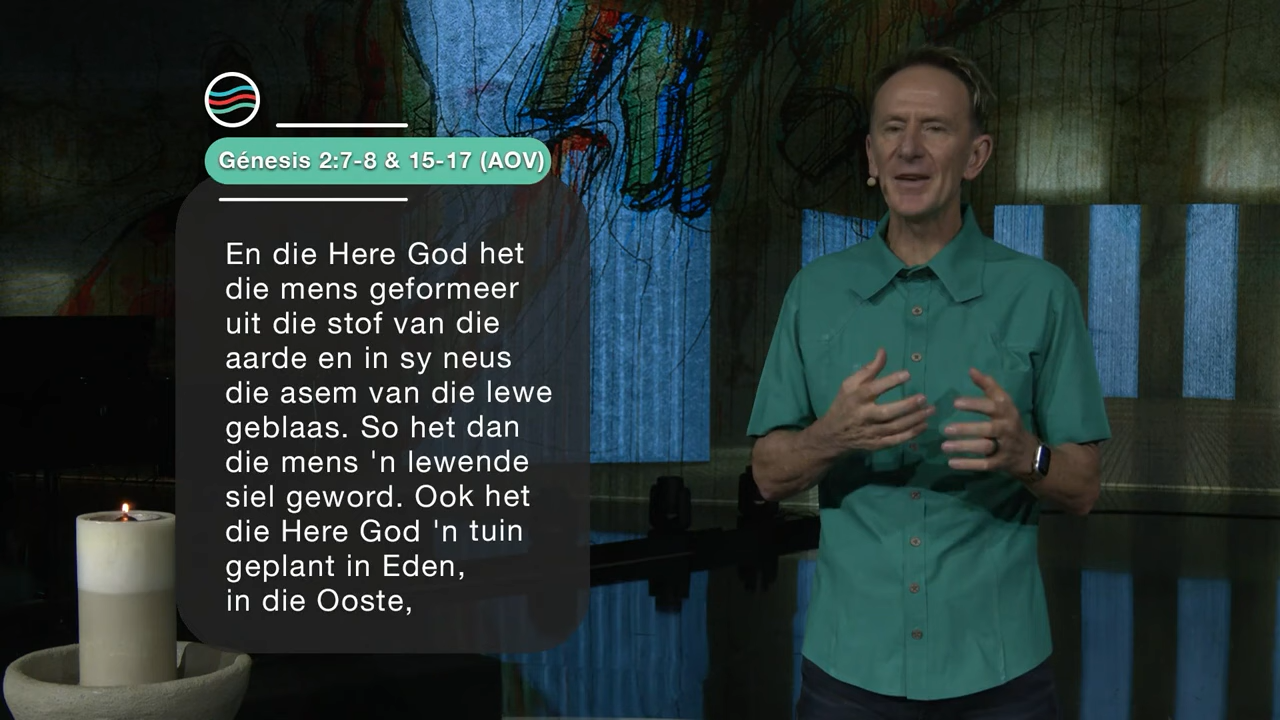 Génesis 2:7-8 & 15-17 (AOV)
En die Here God het
die mens geformeer
uit die stof van die
aarde en in sy neus
die asem van die lewe
geblaas. So het dan
die mens 'n lewende
siel geword. Ook het
die Here God 'n tuin
geplant in Eden,
in die Ooste,